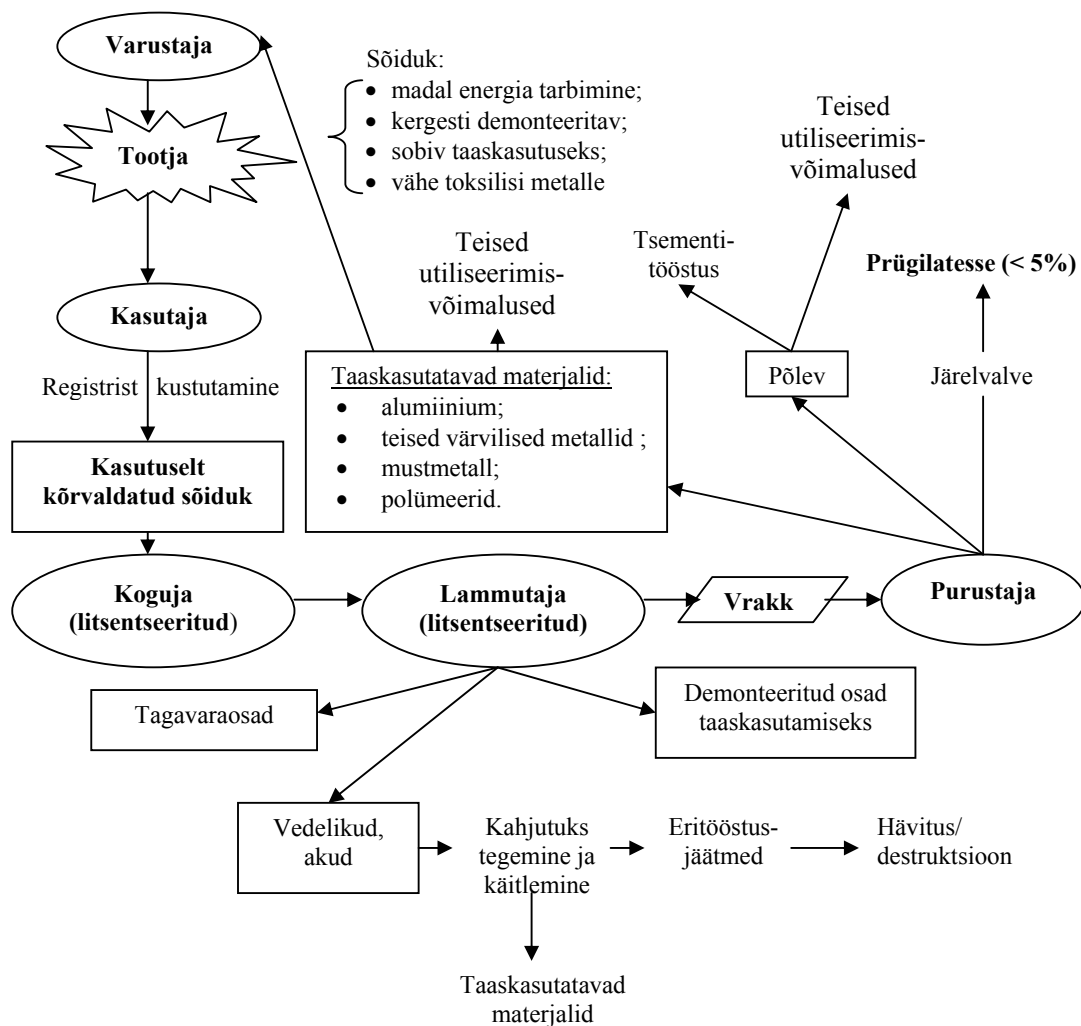 Varustaja
Sõiduk:
• madal energia tarbimine;
• kergesti demonteeritav;
• sobiv taaskasutuseks;
• vähe toksilisi metalle
Tootja
Teised
utiliseerimis-
võimalused
Teised
utiliseerimis-
võimalused
Tsementi-
tööstus
Prügilatesse (< 5%)
Kasutaja
Registrist kustutamine
Taaskasutatavad materjalid:
• alumiinium;
• teised värvilised metallid ;
• mustmetall;
• polümeerid.
Põlev
Järelvalve
Kasutuselt
kõrvaldatud sõiduk
Koguja
(litsentseeritud)
Lammutaja
(litsentseeritud)
Vrakk
Purustaja
Tagavaraosad
Demonteeritud osad
taaskasutamiseks
Vedelikud,
akud
Kahjutuks
tegemine ja
käitlemine
Eritööstus-
jäätmed
Hävitus/
destruktsioon
Taaskasutatavad
materjalid